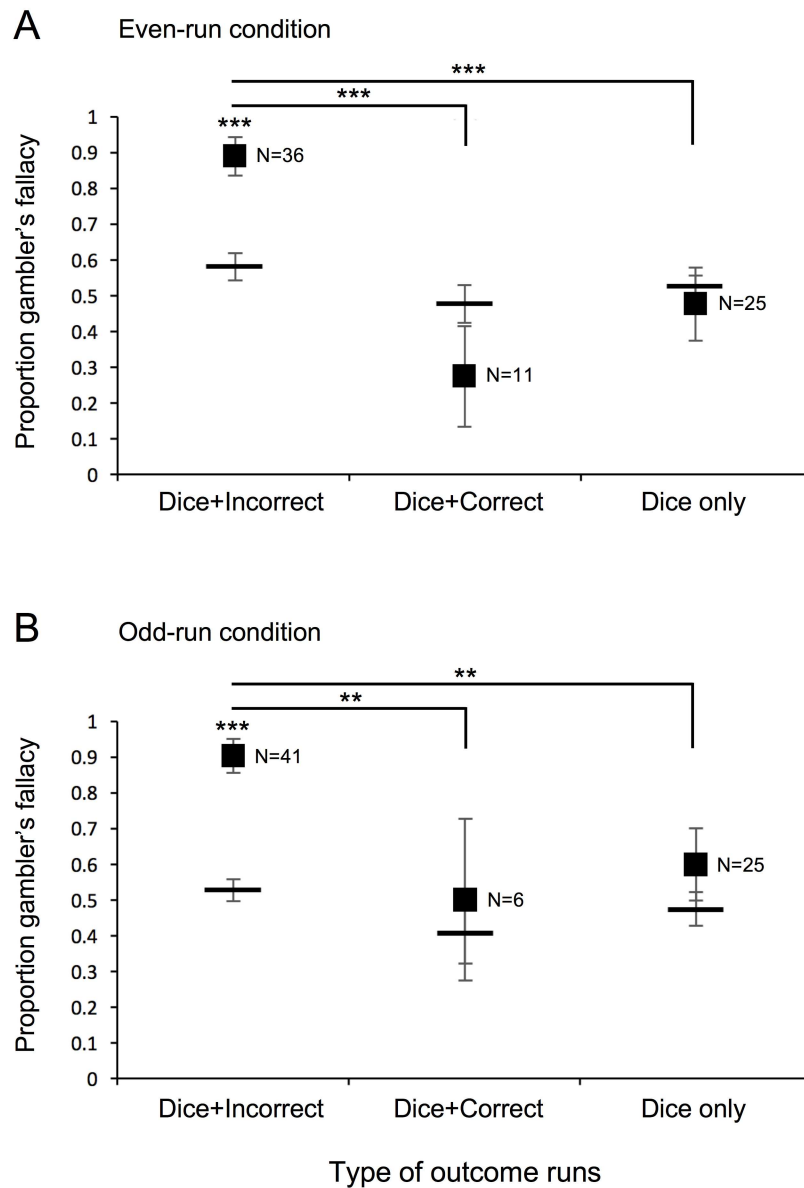 A
Even-run condition
***
***
1
***
0.9
N=36
0.8
0.7
0.6
0.5
N=25
0.4
0.3
N=11
0.2
0.1
0
Proportion gambler’s fallacy
Dice+Incorrect
Dice+Correct
Dice only
B
Odd-run condition
**
**
1
***
0.9
N=41
0.8
0.7
0.6
N=25
0.5
N=6
0.4
0.3
0.2
0.1
0
Proportion gambler’s fallacy
Dice+Incorrect
Dice+Correct
Dice only
Type of outcome runs